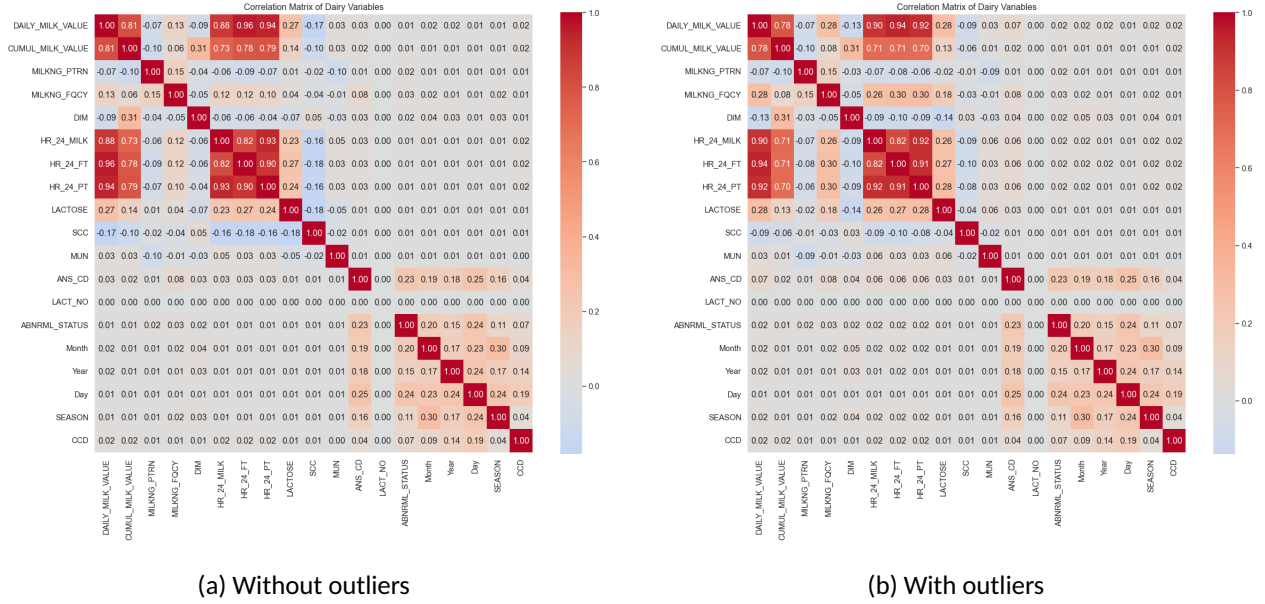 Correlation Matrix of Dairy Variables
DAILY_MILK_VALUE 1.00 0.81 -0.07 0.13 -0.09 0.88 0.96 0.94 0.27 -0.17 0.03 0.03 0.00 0.01 0.02 0.01 0.01 0.01 0.02
CUMUL_MILK_VALUE 0.81 1.00 -0.10 0.06 0.31 0.73 0.78 0.79 0.14 -0.10 0.03 0.02 0.00 0.01 0.01 0.01 0.01 0.01 0.02
MILKNG_PTRN -0.07 -0.10 1.00 0.15 -0.04 -0.06 -0.09 -0.07 0.01 -0.02 -0.10 0.01 0.00 0.02 0.01 0.01 0.01 0.01 0.01
MILKNG_FQCY 0.13 0.06 0.15 1.00 -0.05 0.12 0.12 0.10 0.04 -0.04 -0.01 0.08 0.00 0.03 0.02 0.02 0.01 0.02 0.01
DIM -0.09 0.31 -0.04 -0.05 1.00 -0.06 -0.06 -0.04 -0.07 0.05 -0.03 0.02 0.00 0.02 0.04 0.01 0.01 0.03 0.01
HR_24_MILK 0.88 0.73 -0.06 0.12 -0.06 1.00 0.82 0.93 0.23 -0.16 0.05 0.03 0.00 0.01 0.01 0.01 0.01 0.01 0.02
HR_24_FT 0.96 0.78 -0.09 0.12 -0.06 0.82 1.00 0.90 0.27 -0.18 0.03 0.03 0.00 0.01 0.01 0.01 0.01 0.01 0.02
HR_24_PT 0.94 0.79 -0.07 0.10 -0.04 0.93 0.90 1.00 0.24 -0.16 0.03 0.03 0.00 0.01 0.01 0.01 0.01 0.01 0.02
LACTOSE 0.27 0.14 0.01 0.04 -0.07 0.23 0.27 0.24 1.00 -0.18 -0.05 0.01 0.00 0.01 0.01 0.01 0.01 0.01 0.01
SCC -0.17 -0.10 -0.02 -0.04 0.05 -0.16 -0.18 -0.16 -0.18 1.00 -0.02 0.01 0.00 0.01 0.01 0.01 0.01 0.01 0.01
MUN 0.03 0.03 -0.10 -0.01 -0.03 0.05 0.03 0.03 -0.05 -0.02 1.00 0.01 0.00 0.01 0.01 0.01 0.01 0.01 0.00
ANS_CD 0.03 0.02 0.01 0.08 0.02 0.03 0.03 0.03 0.01 0.01 0.01 1.00 0.00 0.23 0.19 0.18 0.25 0.16 0.04
LACT_NO 0.00 0.00 0.00 0.00 0.00 0.00 0.00 0.00 0.00 0.00 0.00 0.00 0.00 0.00 0.00 0.00 0.00 0.00 0.00
ABNRML_STATUS 0.01 0.01 0.02 0.03 0.02 0.01 0.01 0.01 0.01 0.01 0.01 0.23 0.00 1.00 0.20 0.15 0.24 0.11 0.07
Month 0.02 0.01 0.01 0.02 0.04 0.01 0.01 0.01 0.01 0.01 0.01 0.19 0.00 0.20 1.00 0.17 0.23 0.30 0.09
Year 0.01 0.01 0.01 0.02 0.01 0.01 0.01 0.01 0.01 0.01 0.01 0.18 0.00 0.15 0.17 1.00 0.24 0.17 0.14
Day 0.01 0.01 0.01 0.01 0.01 0.01 0.01 0.01 0.01 0.01 0.01 0.25 0.00 0.24 0.23 0.24 1.00 0.24 0.19
SEASON 0.01 0.01 0.01 0.02 0.03 0.01 0.01 0.01 0.01 0.01 0.01 0.16 0.00 0.11 0.30 0.17 0.24 1.00 0.04
CCD 0.02 0.02 0.01 0.01 0.01 0.02 0.02 0.02 0.01 0.01 0.00 0.04 0.00 0.07 0.09 0.14 0.19 0.04 1.00
DAILY_MILK_VALUE CUMUL_MILK_VALUE MILKNG_PTRN MILKNG_FQCY DIM HR_24_MILK HR_24_FT HR_24_PT LACTOSE SCC MUN ANS_CD LACT_NO ABNRML_STATUS Month Year Day SEASON CCD
1.0
0.8
0.6
0.4
0.2
0.0
(a) Without outliers
Correlation Matrix of Dairy Variables
DAILY_MILK_VALUE 1.00 0.78 -0.07 0.28 -0.13 0.90 0.94 0.92 0.28 -0.09 0.03 0.07 0.00 0.02 0.02 0.02 0.01 0.02 0.02
CUMUL_MILK_VALUE 0.78 1.00 -0.10 0.08 0.31 0.71 0.71 0.70 0.13 -0.06 0.01 0.02 0.00 0.01 0.01 0.01 0.01 0.01 0.02
MILKNG_PTRN -0.07 -0.10 1.00 0.15 -0.03 -0.07 -0.08 -0.06 -0.02 -0.01 -0.09 0.01 0.00 0.02 0.01 0.01 0.01 0.01 0.01
MILKNG_FQCY 0.28 0.08 0.15 1.00 -0.05 0.26 0.30 0.30 0.18 -0.03 -0.01 0.08 0.00 0.03 0.02 0.02 0.01 0.02 0.01
DIM -0.13 0.31 -0.03 -0.05 1.00 -0.09 -0.10 -0.09 -0.14 0.03 -0.03 0.04 0.00 0.02 0.05 0.01 0.01 0.04 0.01
HR_24_MILK 0.90 0.71 -0.07 0.26 -0.09 1.00 0.82 0.92 0.26 -0.09 0.06 0.06 0.00 0.01 0.02 0.01 0.01 0.02 0.02
HR_24_FT 0.94 0.71 -0.08 0.30 -0.10 0.82 1.00 0.91 0.27 -0.10 0.03 0.06 0.00 0.01 0.02 0.01 0.01 0.01 0.02
HR_24_PT 0.92 0.70 -0.06 0.30 -0.09 0.92 0.91 1.00 0.28 -0.08 0.03 0.06 0.00 0.01 0.02 0.01 0.01 0.01 0.02
LACTOSE 0.28 0.13 -0.02 0.18 -0.14 0.26 0.27 0.28 1.00 -0.04 0.06 0.03 0.00 0.01 0.01 0.01 0.01 0.01 0.01
SCC -0.09 -0.06 -0.01 -0.03 0.03 -0.09 -0.10 -0.08 -0.04 1.00 -0.02 0.01 0.00 0.01 0.01 0.01 0.01 0.01 0.01
MUN 0.03 0.01 -0.09 -0.01 -0.03 0.06 0.03 0.03 0.06 -0.02 1.00 0.01 0.00 0.01 0.01 0.01 0.01 0.01 0.00
ANS_CD 0.07 0.02 0.01 0.08 0.04 0.06 0.06 0.06 0.03 0.01 0.01 1.00 0.00 0.23 0.19 0.18 0.25 0.16 0.04
LACT_NO 0.00 0.00 0.00 0.00 0.00 0.00 0.00 0.00 0.00 0.00 0.00 0.00 0.00 0.00 0.00 0.00 0.00 0.00 0.00
ABNRML_STATUS 0.02 0.01 0.02 0.03 0.02 0.01 0.01 0.01 0.01 0.01 0.01 0.23 0.00 1.00 0.20 0.15 0.24 0.11 0.07
Month 0.02 0.01 0.01 0.02 0.05 0.02 0.02 0.02 0.01 0.01 0.01 0.19 0.00 0.20 1.00 0.17 0.23 0.30 0.09
Year 0.02 0.01 0.01 0.02 0.01 0.01 0.01 0.01 0.01 0.01 0.01 0.18 0.00 0.15 0.17 1.00 0.24 0.17 0.14
Day 0.01 0.01 0.01 0.01 0.01 0.01 0.01 0.01 0.01 0.01 0.01 0.25 0.00 0.24 0.23 0.24 1.00 0.24 0.19
SEASON 0.02 0.01 0.01 0.02 0.04 0.02 0.01 0.01 0.01 0.01 0.01 0.16 0.00 0.11 0.30 0.17 0.24 1.00 0.04
CCD 0.02 0.02 0.01 0.01 0.01 0.02 0.02 0.02 0.01 0.01 0.00 0.04 0.00 0.07 0.09 0.14 0.19 0.04 1.00
DAILY_MILK_VALUE CUMUL_MILK_VALUE MILKNG_PTRN MILKNG_FQCY DIM HR_24_MILK HR_24_FT HR_24_PT LACTOSE SCC MUN ANS_CD LACT_NO ABNRML_STATUS Month Year Day SEASON CCD
1.0
0.8
0.6
0.4
0.2
0.0
(b) With outliers